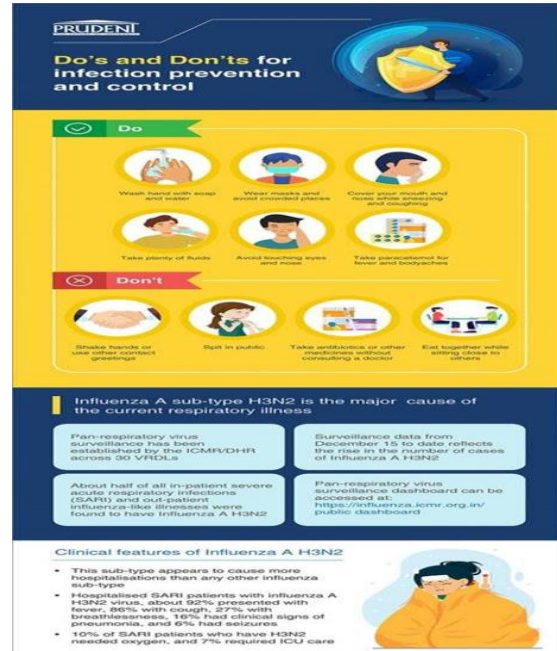 PRUDENT
Do's and Don'ts for
infection prevention
and control
Do
Wash hand with soap
and water
Wear masks and
avoid crowded places
Cover your mouth and
nose while sneezing
and coughing
Take plenty of fluids
Avoid touching eyes
and nose
Take paracetamol for
fever and bodyaches
Don't
Shake hands or
use other contact
greetings
Spit in public
Take antibiotics or other
medicines without
consulting a doctor
Eat together while
sitting close to
others
Influenza A sub-type H3N2 is the major cause of
the current respiratory illness
Pan-respiratory virus
surveillance has been
established by the ICMR/DHR
across 30 VRDLs
Surveillance data from
December 15 to date reflects
the rise in the number of cases
of Influenza A H3N2
About half of all in-patient severe
acute respiratory infections
(SARI) and out-patient
influenza-like illnesses were
found to have Influenza A H3N2
Pan-respiratory virus
surveillance dashboard can be
accessed at:
https://influenza.icmr.org.in/
public dashboard
Clinical features of Influenza A H3N2
• This sub-type appears to cause more
hospitalisations than any other influenza
sub-type
• Hospitalised SARI patients with influenza A
H3N2 virus, about 92% presented with
fever, 86% with cough, 27% with
breathlessness, 16% had clinical signs of
pneumonia, and 6% had seizures
• 10% of SARI patients who have H3N2
needed oxygen, and 7% required ICU care